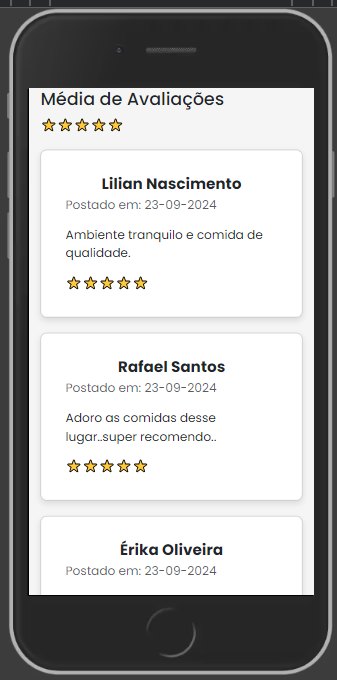 Média de Avaliações
Lilian Nascimento
Postado em: 23-09-2024
Ambiente tranquilo e comida de
qualidade.
Rafael Santos
Postado em: 23-09-2024
Adoro as comidas desse
lugar..super recomendo..
Érika Oliveira
Postado em: 23-09-2024